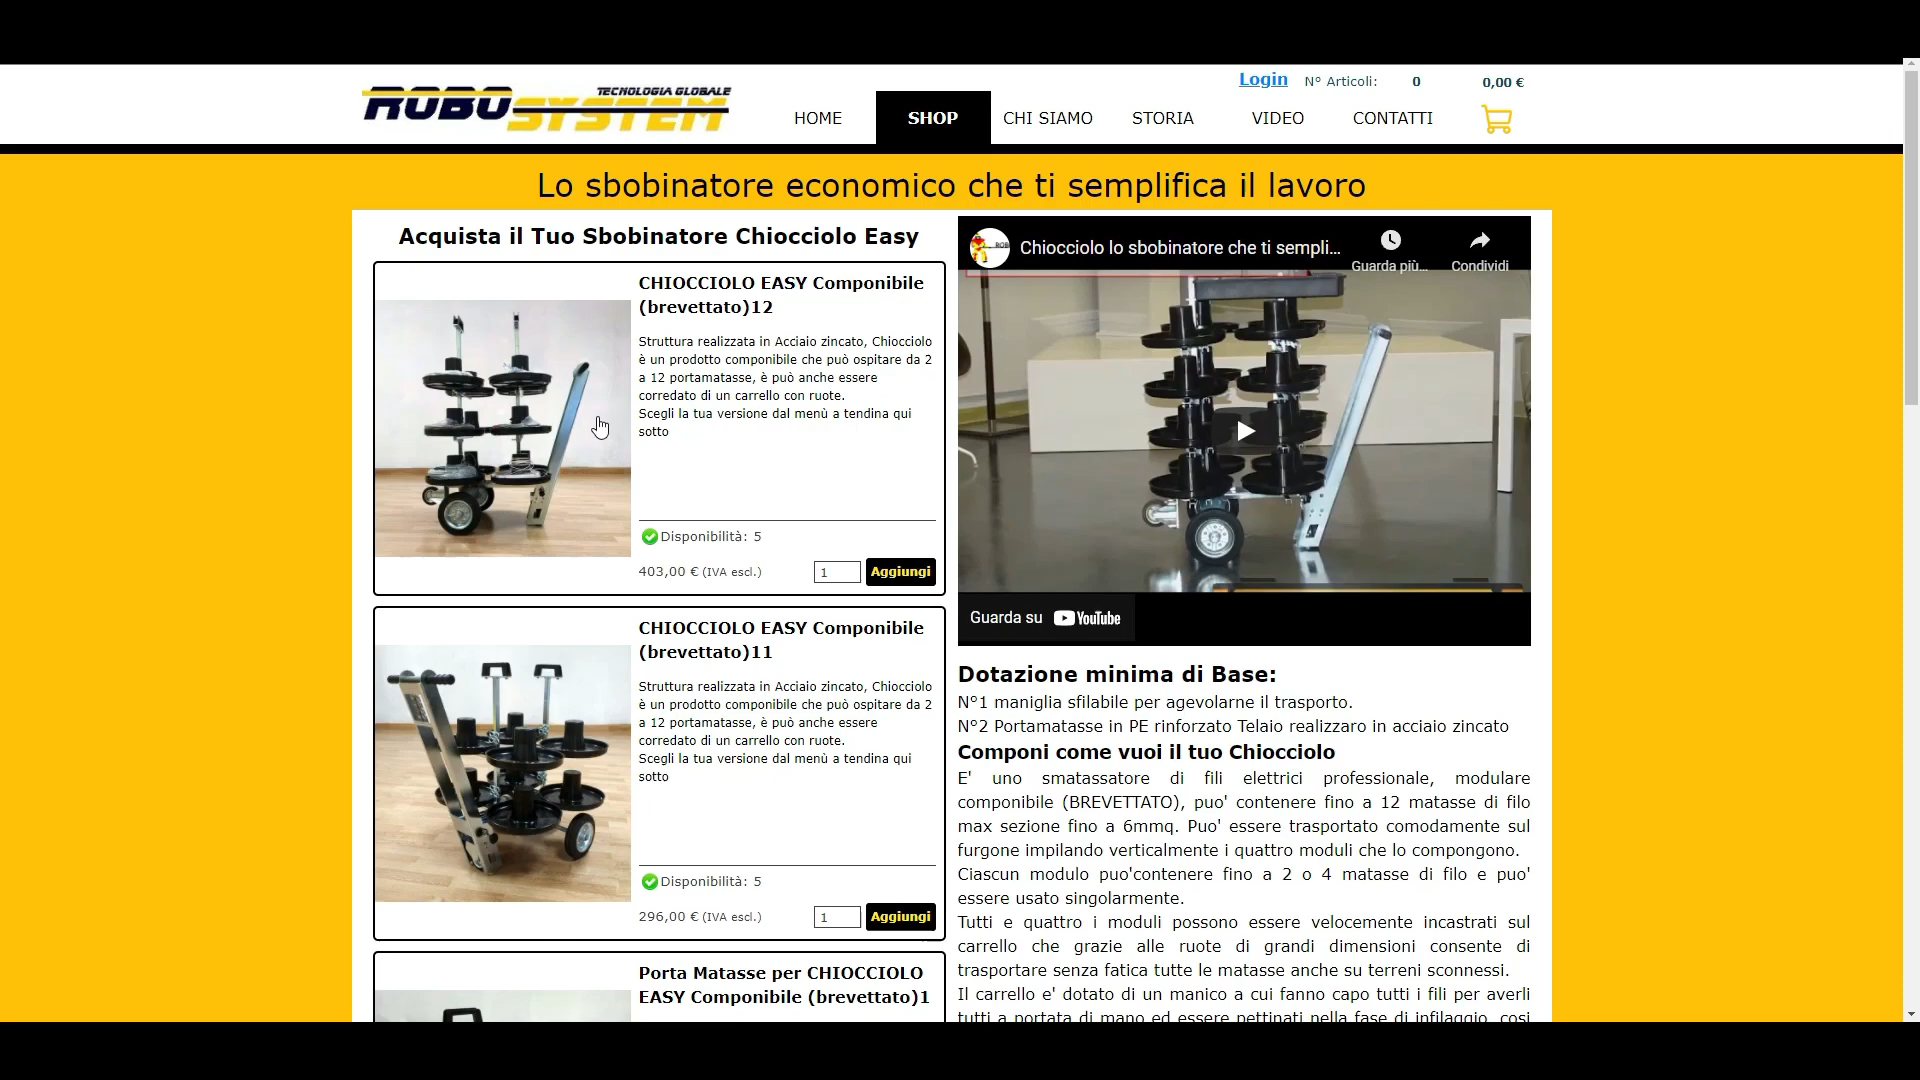 ROBO SYSTEM TECNOLOGIA GLOBALE
Login N° Articoli: 0 0,00 €
HOME SHOP CHI SIAMO STORIA VIDEO CONTATTI
Lo sbobinatore economico che ti semplifica il lavoro
Acquista il Tuo Sbobinatore Chiocciolo Easy
CHIOCCIOLO EASY Componibile
(brevettato)12
Struttura realizzata in Acciaio zincato, Chiocciolo
è un prodotto componibile che può ospitare da 2
a 12 portamatasse, è può anche essere
corredato di un carrello con ruote.
Scegli la tua versione dal menù a tendina qui
sotto
Disponibilità: 5
403,00 € (IVA escl.) 1 Aggiungi
CHIOCCIOLO EASY Componibile
(brevettato)11
Struttura realizzata in Acciaio zincato, Chiocciolo
è un prodotto componibile che può ospitare da 2
a 12 portamatasse, è può anche essere
corredato di un carrello con ruote.
Scegli la tua versione dal menù a tendina qui
sotto
Disponibilità: 5
296,00 € (IVA escl.) 1 Aggiungi
Porta Matasse per CHIOCCIOLO
EASY Componibile (brevettato)1
Chiocciolo lo sbobinatore che ti sempli...
Guarda più... Condividi
Guarda su YouTube
Dotazione minima di Base:
N°1 maniglia sfilabile per agevolarne il trasporto.
N°2 Portamatasse in PE rinforzato Telaio realizzaro in acciaio zincato
Componi come vuoi il tuo Chiocciolo
E' uno smatassatore di fili elettrici professionale, modulare
componibile (BREVETTATO), puo' contenere fino a 12 matasse di filo
max sezione fino a 6mmq. Puo' essere trasportato comodamente sul
furgone impilando verticalmente i quattro moduli che lo compongono.
Ciascun modulo puo'contenere fino a 2 o 4 matasse di filo e puo'
essere usato singolarmente.
Tutti e quattro i moduli possono essere velocemente incastrati sul
carrello che grazie alle ruote di grandi dimensioni consente di
trasportare senza fatica tutte le matasse anche su terreni sconnessi.
Il carrello e' dotato di un manico a cui fanno capo tutti i fili per averli
tutti a portata di mano ed essere pettinati nella fase di infilaggio, cosi